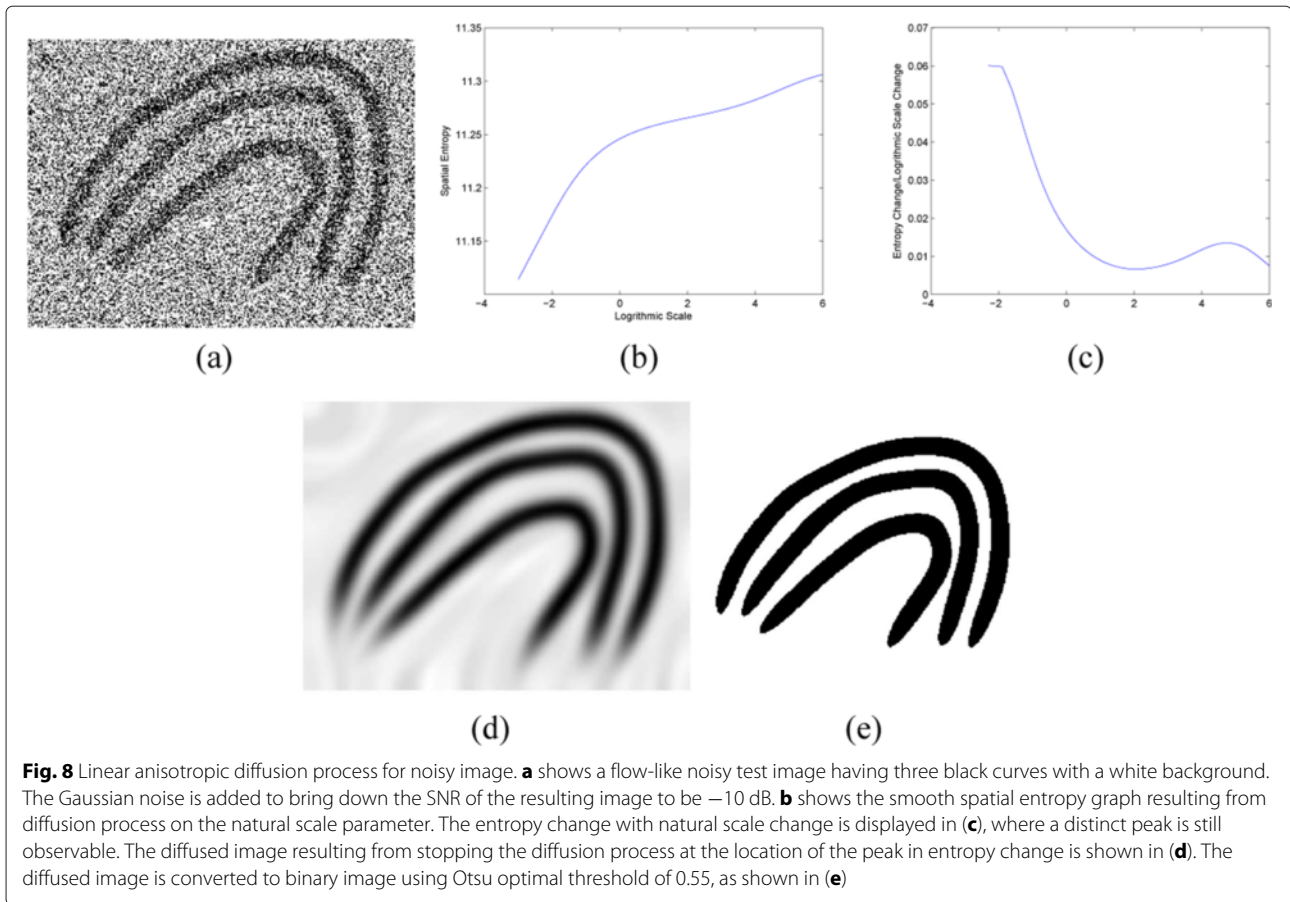 11.35
11.3
11.25
11.2
11.15
−4 −2 0 2 4 6
Spatial Entropy
Logrithmic Scale
0.07
0.06
0.05
0.04
0.03
0.02
0.01
0
−4 −2 0 2 4 6
Entropy Change/Logrithmic Scale Change
(a) (b) (c)
(d) (e)
Fig. 8 Linear anisotropic diffusion process for noisy image. a shows a flow-like noisy test image having three black curves with a white background.
The Gaussian noise is added to bring down the SNR of the resulting image to be −10 dB. b shows the smooth spatial entropy graph resulting from
diffusion process on the natural scale parameter. The entropy change with natural scale change is displayed in (c), where a distinct peak is still
observable. The diffused image resulting from stopping the diffusion process at the location of the peak in entropy change is shown in (d). The
diffused image is converted to binary image using Otsu optimal threshold of 0.55, as shown in (e)